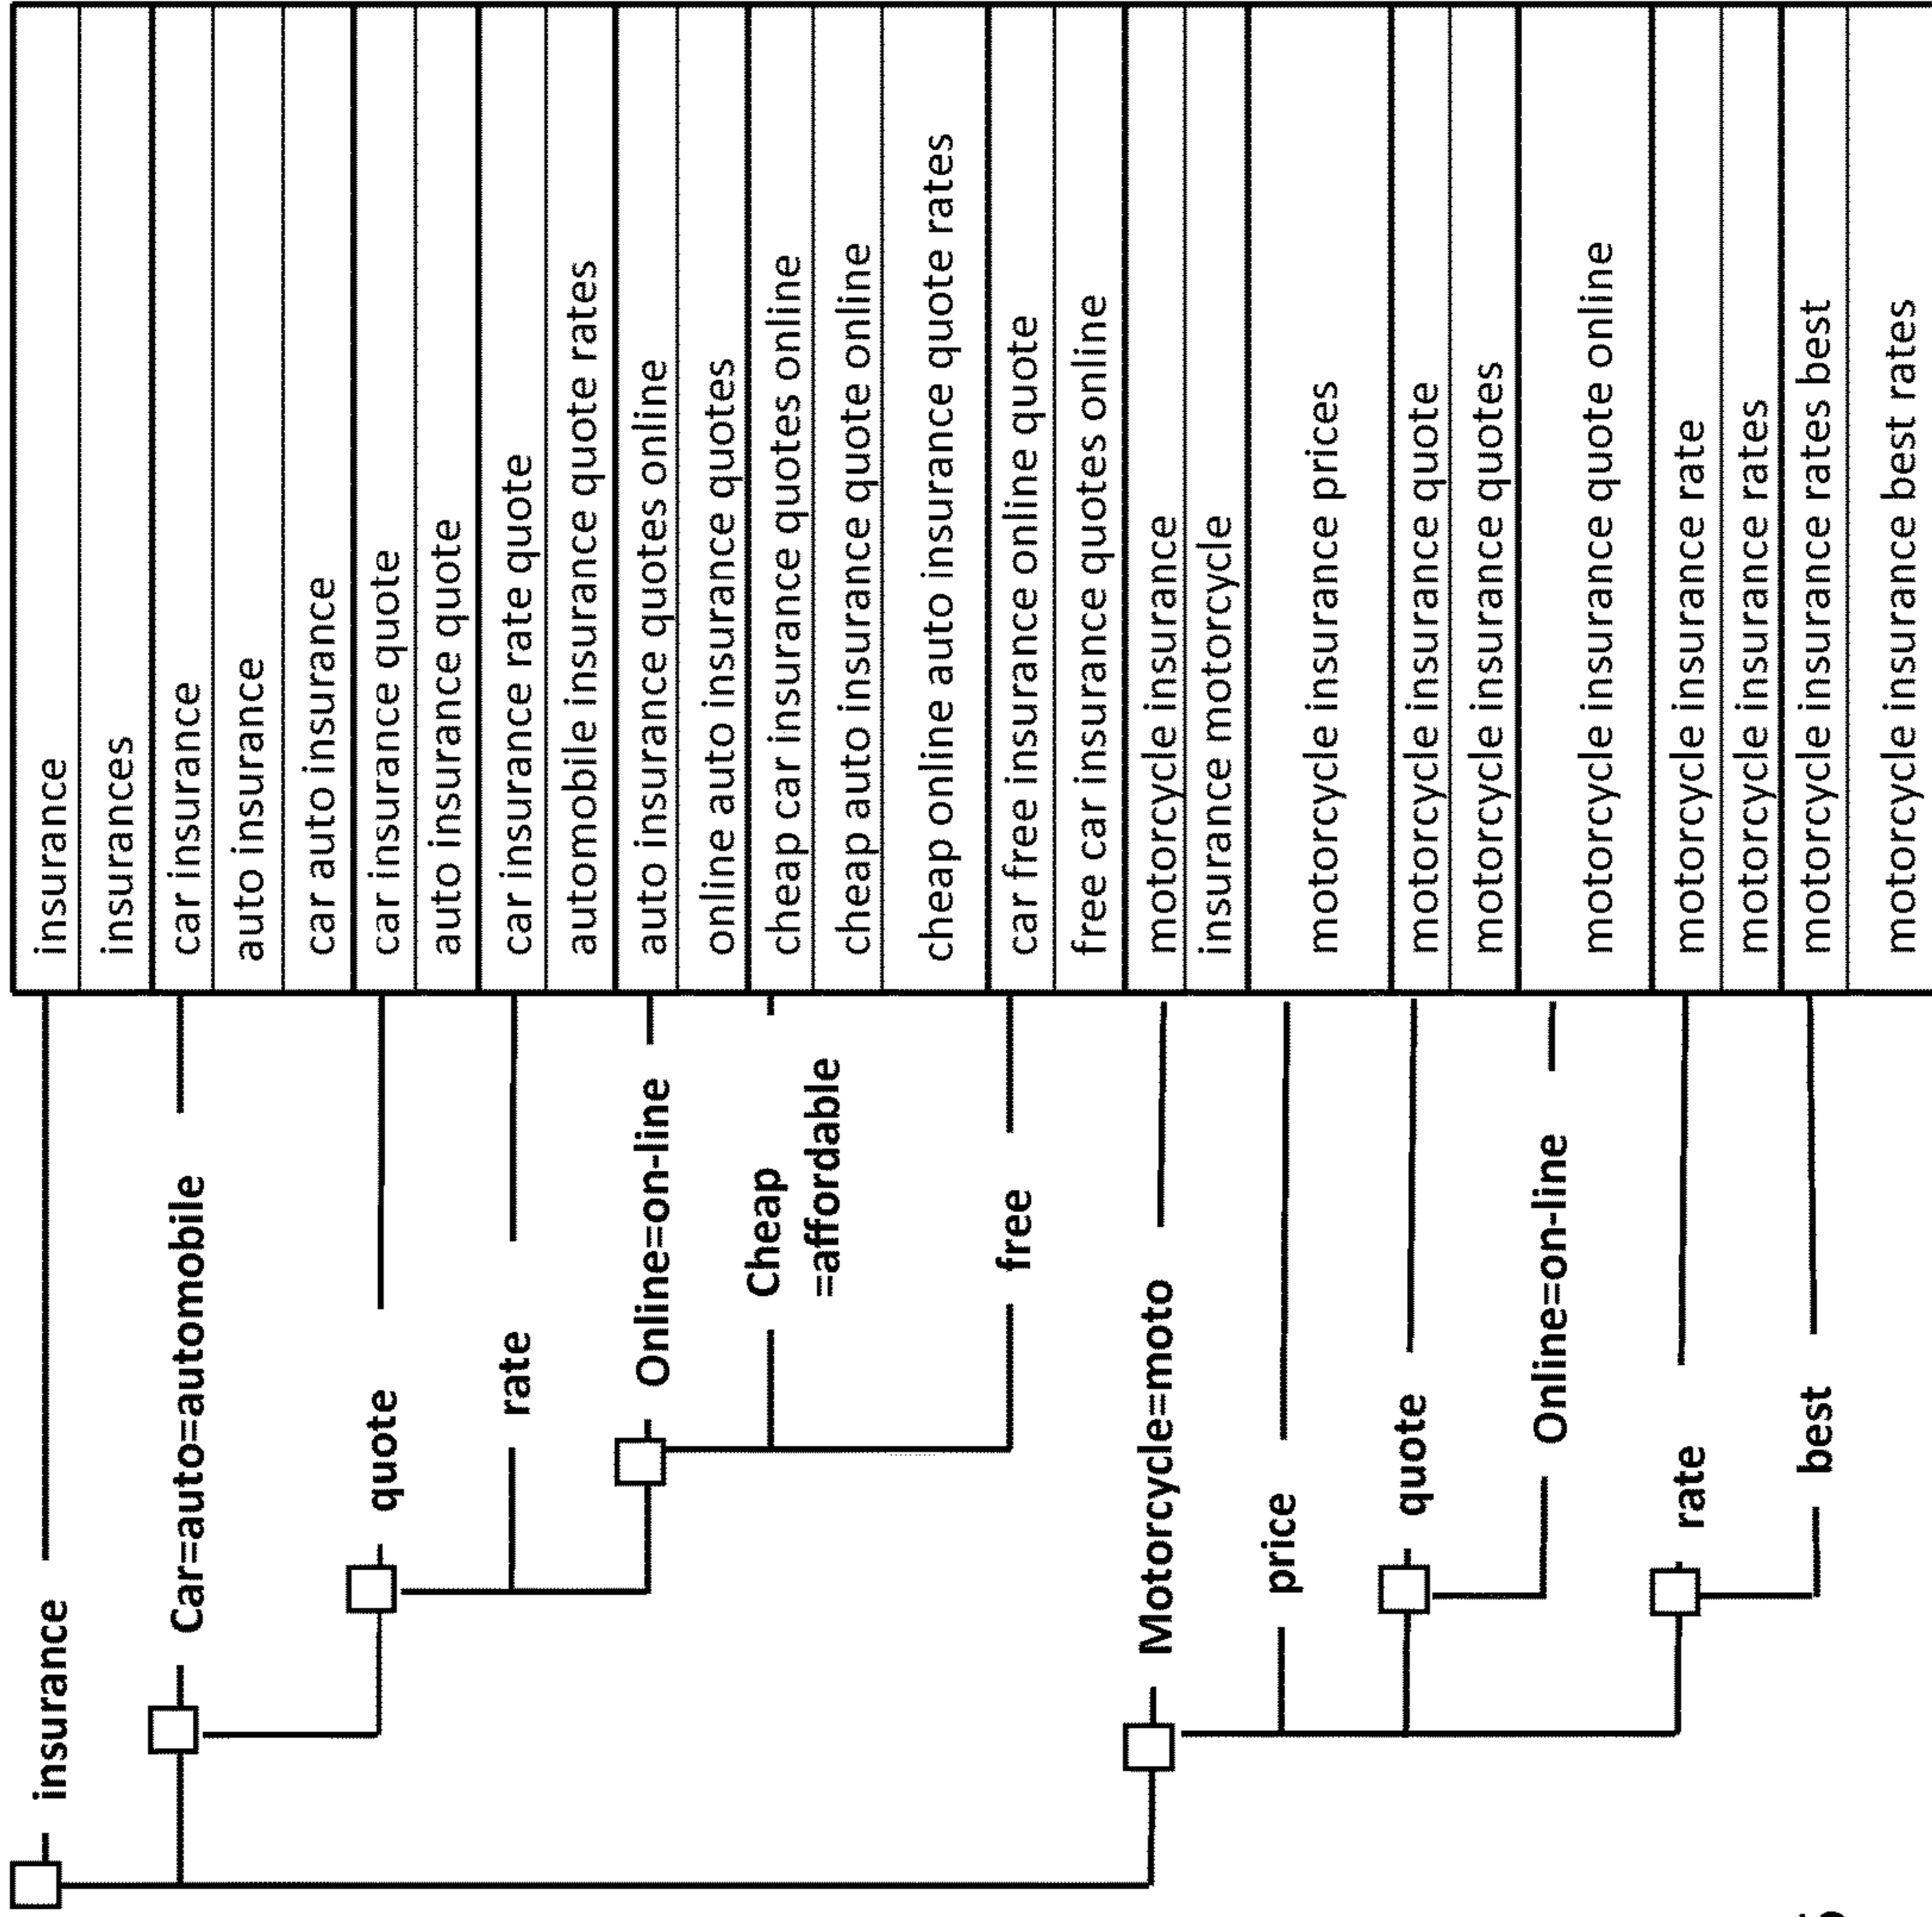 insurance
Car=auto=automobile
quote
rate
Online=on-line
Cheap
=affordable
free
Motorcycle=moto
price
quote
Online=on-line
rate
best
insurance
insurances
car insurance
auto insurance
car auto insurance
car insurance quote
auto insurance quote
car insurance rate quote
automobile insurance quote rates
auto insurance quotes online
online auto insurance quotes
cheap car insurance quotes online
cheap auto insurance quote online
cheap online auto insurance quote rates
car free insurance online quote
free car insurance quotes online
motorcycle insurance
insurance motorcycle
motorcycle insurance prices
motorcycle insurance quote
motorcycle insurance quotes
motorcycle insurance quote online
motorcycle insurance rate
motorcycle insurance rates
motorcycle insurance rates best
motorcycle insurance best rates